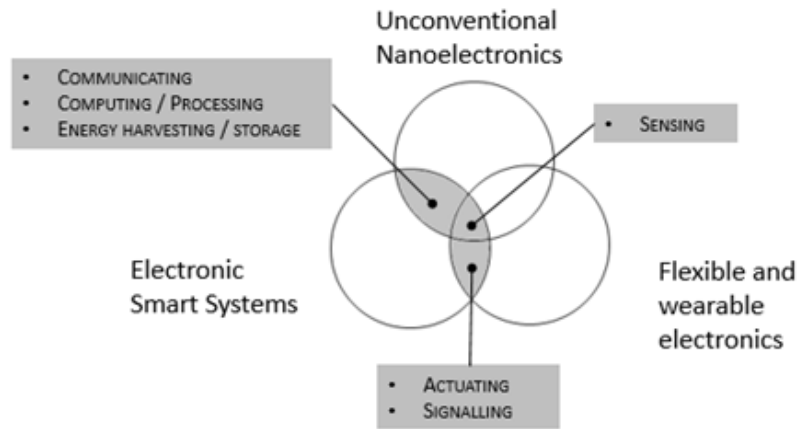 Unconventional
Nanoelectronics
• COMMUNICATING
• COMPUTING / PROCESSING
• ENERGY HARVESTING / STORAGE
• SENSING
Electronic
Smart Systems
Flexible and
wearable
electronics
• ACTUATING
• SIGNALLING